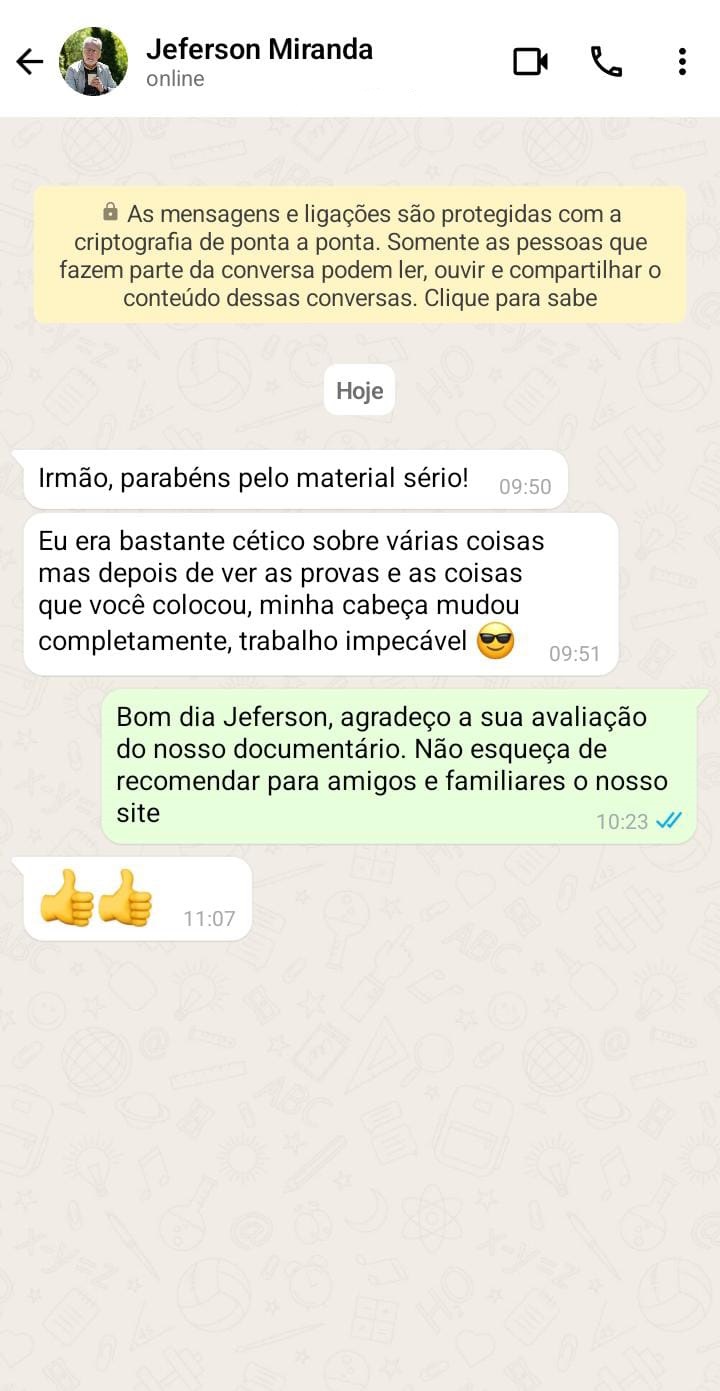 Jeferson Miranda
online
As mensagens e ligações são protegidas com a
criptografia de ponta a ponta. Somente as pessoas que
fazem parte da conversa podem ler, ouvir e compartilhar o
conteúdo dessas conversas. Clique para sabe
Hoje
Irmão, parabéns pelo material sério!
09:50
Eu era bastante cético sobre várias coisas
mas depois de ver as provas e as coisas
que você colocou, minha cabeça mudou
completamente, trabalho impecável 😎
09:51
Bom dia Jeferson, agradeço a sua avaliação
do nosso documentário. Não esqueça de
recomendar para amigos e familiares o nosso
site
10:23
👍👍
11:07